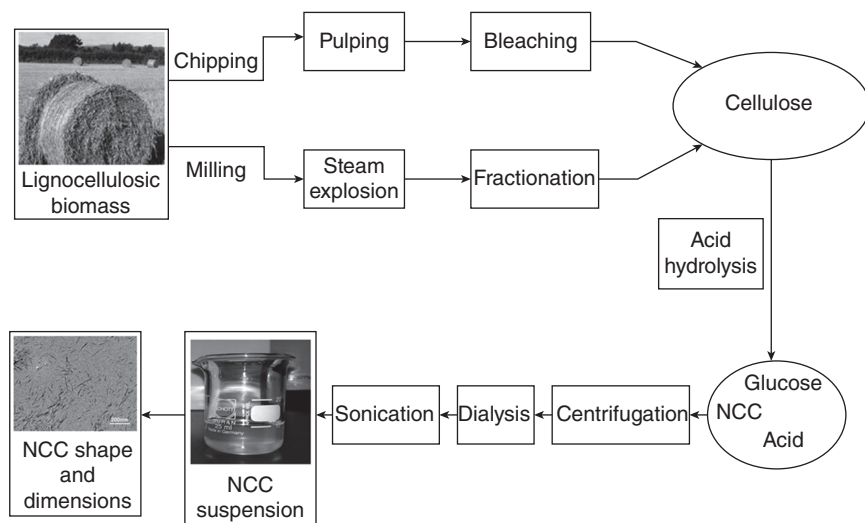 Chipping
Pulping
Bleaching
Cellulose
Lignocellulosic
biomass
Milling
Steam
explosion
Fractionation
Acid
hydrolysis
Glucose
NCC
Acid
Centrifugation
Dialysis
Sonication
NCC
suspension
NCC shape
and
dimensions